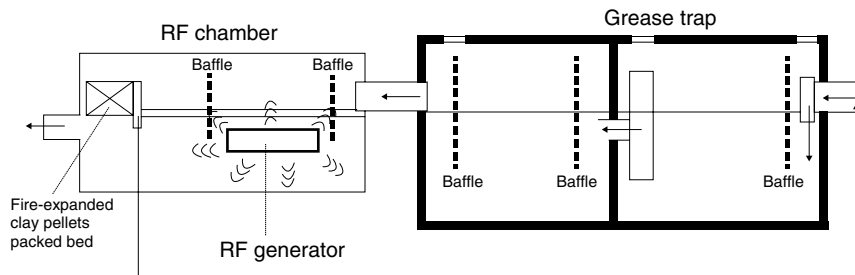 Grease trap
RF chamber
Baffle
Baffle
Baffle
Baffle
Baffle
Fire-expanded
clay pellets
packed bed
RF generator